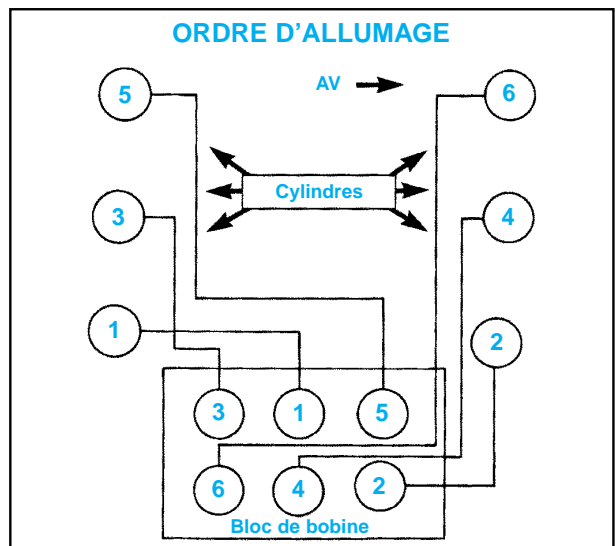 ORDRE D'ALLUMAGE
AV
5
6
Cylindres
3
4
1
2
3 1 5
6 4 2
Bloc de bobine